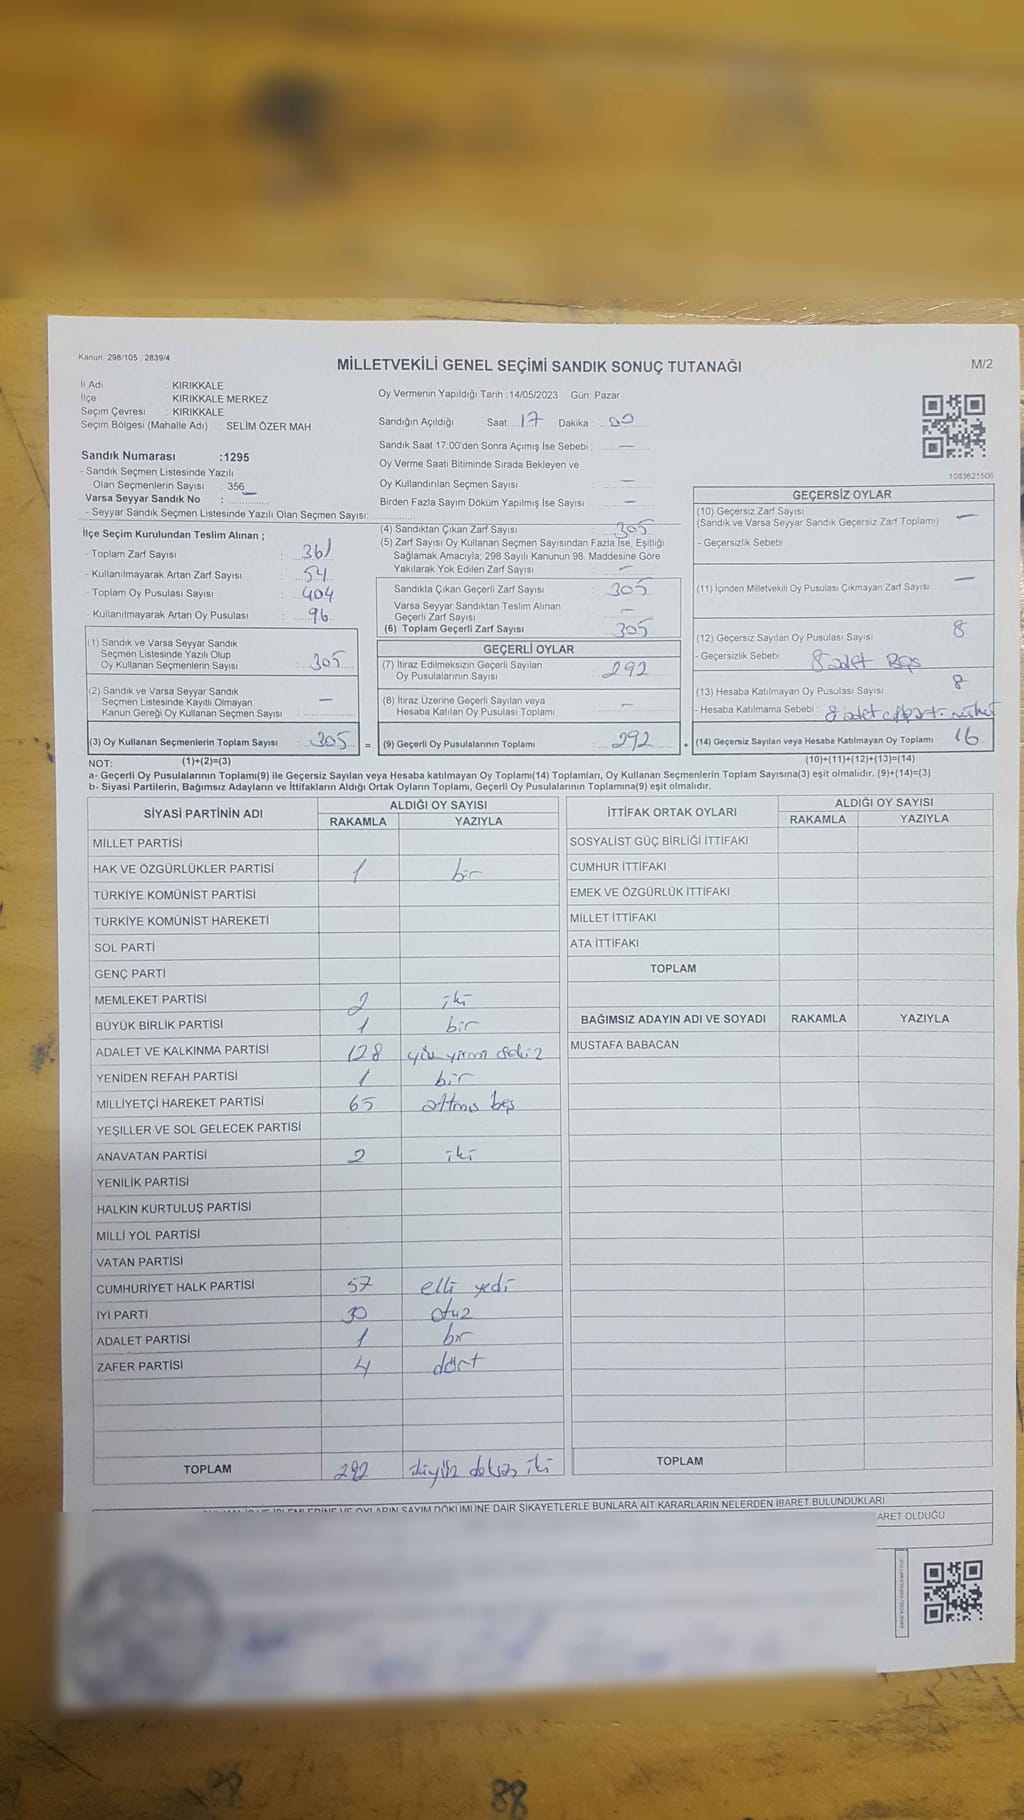 Kanun: 298/105 ; 2839/4
MİLLETVEKİLİ GENEL SEÇİMİ SANDIK SONUÇ TUTANAĞI
M/2
İl Adı : KIRIKKALE
İlçe : KIRIKKALE MERKEZ
Seçim Çevresi : KIRIKKALE
Seçim Bölgesi (Mahalle Adı) : SELİM ÖZER MAH
Sandık Numarası :1295
- Sandık Seçmen Listesinde Yazılı
Olan Seçmenlerin Sayısı : 356
Varsa Seyyar Sandık No :
- Seyyar Sandık Seçmen Listesinde Yazılı Olan Seçmen Sayısı:
İlçe Seçim Kurulundan Teslim Alınan ;
- Toplam Zarf Sayısı : 361
- Kullanılmayarak Artan Zarf Sayısı : 54
- Toplam Oy Pusulası Sayısı : 404
- Kullanılmayarak Artan Oy Pusulası : 96
(1) Sandık ve Varsa Seyyar Sandık
Seçmen Listesinde Yazılı Olup
Oy Kullanan Seçmenlerin Sayısı : 305
(2) Sandık ve Varsa Seyyar Sandık
Seçmen Listesinde Kayıtlı Olmayan
Kanun Gereği Oy Kullanan Seçmen Sayısı : —
(3) Oy Kullanan Seçmenlerin Toplam Sayısı : 305 =
Oy Vermenin Yapıldığı Tarih :14/05/2023 Gün: Pazar
Sandığın Açıldığı Saat: 17 Dakika : 00
Sandık Saat 17:00'den Sonra Açımış İse Sebebi : —
Oy Verme Saati Bitiminde Sırada Bekleyen ve
Oy Kullandırılan Seçmen Sayısı : —
Birden Fazla Sayım Döküm Yapılmış İse Sayısı : —
(4) Sandıktan Çıkan Zarf Sayısı : 305
(5) Zarf Sayısı Oy Kullanan Seçmen Sayısından Fazla İse, Eşitliği
Sağlamak Amacıyla; 298 Sayılı Kanunun 98. Maddesine Göre
Yakılarak Yok Edilen Zarf Sayısı : —
Sandıkta Çıkan Geçerli Zarf Sayısı : 305
Varsa Seyyar Sandıktan Teslim Alınan
Geçerli Zarf Sayısı : —
(6) Toplam Geçerli Zarf Sayısı : 305
GEÇERLİ OYLAR
(7) İtiraz Edilmeksizin Geçerli Sayılan
Oy Pusulalarının Sayısı : 292
(8) İtiraz Üzerine Geçerli Sayılan veya
Hesaba Katılan Oy Pusulası Toplamı : —
(9) Geçerli Oy Pusulalarının Toplamı : 292 +
1083621506
GEÇERSİZ OYLAR
(10) Geçersiz Zarf Sayısı : —
(Sandık ve Varsa Seyyar Sandık Geçersiz Zarf Toplamı)
- Geçersizlik Sebebi
(11) İçinden Milletvekili Oy Pusulası Çıkmayan Zarf Sayısı : —
(12) Geçersiz Sayılan Oy Pusulası Sayısı 8
- Geçersizlik Sebebi : 8 adet Boş
(13) Hesaba Katılmayan Oy Pusulası Sayısı 8
- Hesaba Katılmama Sebebi : 8 adet
(14) Geçersiz Sayılan veya Hesaba Katılmayan Oy Toplamı 16
NOT: (1)+(2)=(3)
(10)+(11)+(12)+(13)=(14)
a- Geçerli Oy Pusulalarının Toplamı(9) ile Geçersiz Sayılan veya Hesaba katılmayan Oy Toplamı(14) Toplamları, Oy Kullanan Seçmenlerin Toplam Sayısına(3) eşit olmalıdır. (9)+(14)=(3)
b- Siyasi Partilerin, Bağımsız Adayların ve İttifakların Aldığı Ortak Oyların Toplamı, Geçerli Oy Pusulalarının Toplamına(9) eşit olmalıdır.
SİYASİ PARTİNİN ADI ALDIĞI OY SAYISI
RAKAMLA YAZIYLA
MİLLET PARTİSİ
HAK VE ÖZGÜRLÜKLER PARTİSİ 1 bir
TÜRKİYE KOMÜNİST PARTİSİ
TÜRKİYE KOMÜNİST HAREKETİ
SOL PARTİ
GENÇ PARTİ
MEMLEKET PARTİSİ 2 iki
BÜYÜK BİRLİK PARTİSİ 1 bir
ADALET VE KALKINMA PARTİSİ 128 yüz yirmi sekiz
YENİDEN REFAH PARTİSİ 1 bir
MİLLİYETÇİ HAREKET PARTİSİ 65 altmış beş
YEŞİLLER VE SOL GELECEK PARTİSİ
ANAVATAN PARTİSİ 2 iki
YENİLİK PARTİSİ
HALKIN KURTULUŞ PARTİSİ
MİLLİ YOL PARTİSİ
VATAN PARTİSİ
CUMHURİYET HALK PARTİSİ 57 elli yedi
İYİ PARTİ 30 otuz
ADALET PARTİSİ 1 bir
ZAFER PARTİSİ 4 dört
TOPLAM 292 ikiyüz doksan iki
İTTİFAK ORTAK OYLARI ALDIĞI OY SAYISI
RAKAMLA YAZIYLA
SOSYALİST GÜÇ BİRLİĞİ İTTİFAKI
CUMHUR İTTİFAKI
EMEK VE ÖZGÜRLÜK İTTİFAKI
MİLLET İTTİFAKI
ATA İTTİFAKI
TOPLAM
BAĞIMSIZ ADAYIN ADI VE SOYADI RAKAMLA YAZIYLA
MUSTAFA BABACAN
TOPLAM
VE OYLARIN SAYIM DÖKÜMÜNE DAİR ŞİKAYETLERLE BUNLARA AİT KARARLARIN NELERDEN İBARET BULUNDUKLARI
ARET OLDUĞU
88